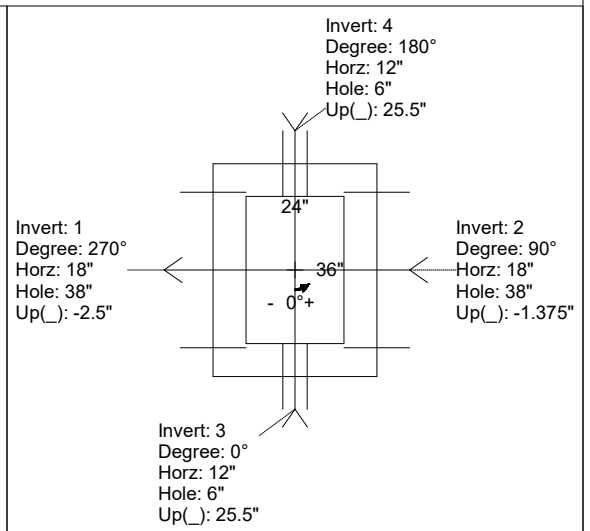 Invert: 4
Degree: 180°
Horz: 12"
Hole: 6"
Up(_): 25.5"
24"
Invert: 1
Degree: 270°
Horz: 18"
Hole: 38"
Up(_): -2.5"
36"
- 0°+
Invert: 2
Degree: 90°
Horz: 18"
Hole: 38"
Up(_): -1.375"
Invert: 3
Degree: 0°
Horz: 12"
Hole: 6"
Up(_): 25.5"